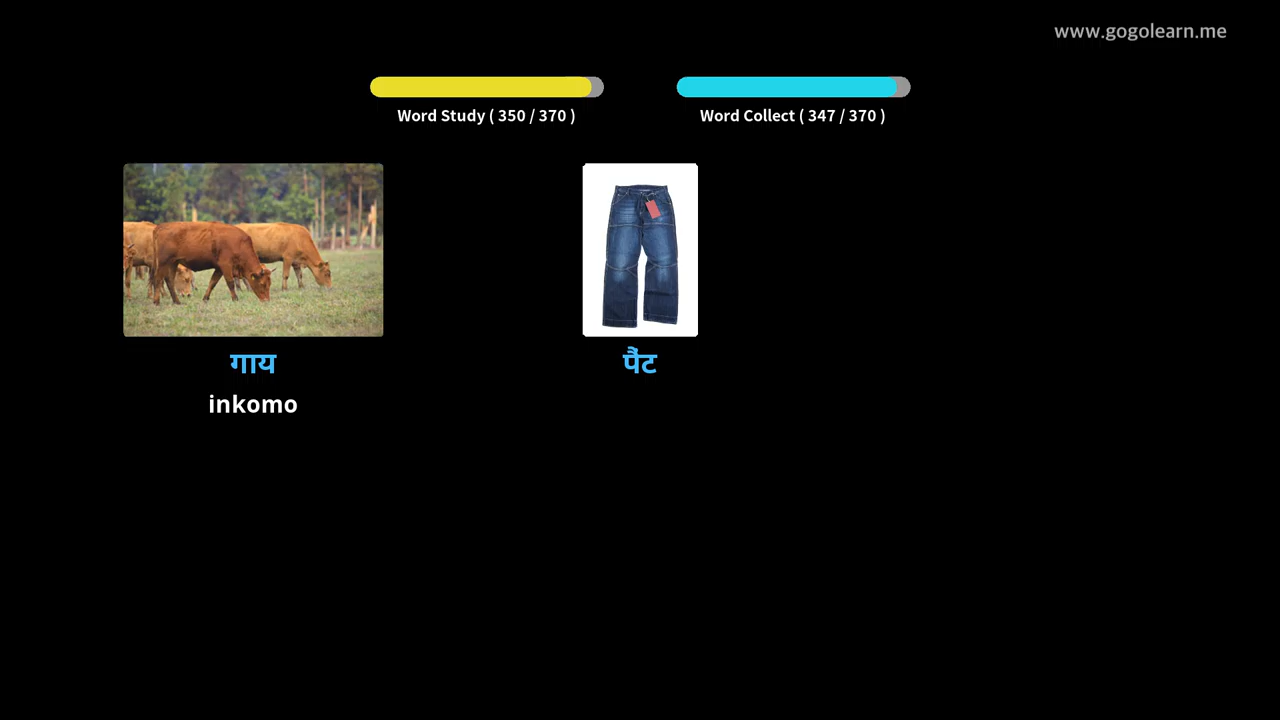 www.gogolearn.me
Word Study ( 350 / 370 )
Word Collect ( 347 / 370 )
गाय
inkomo
पैंट